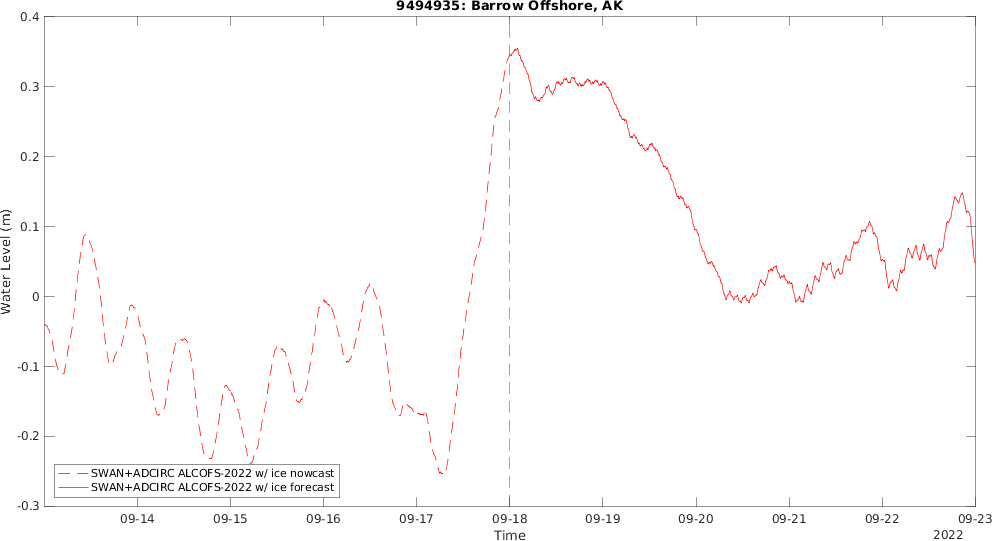 9494935: Barrow Offshore, AK
Water Level (m)
0.4
0.3
0.2
0.1
0
-0.1
-0.2
-0.3
SWAN+ADCIRC ALCOFS-2022 w/ ice nowcast
SWAN+ADCIRC ALCOFS-2022 w/ ice forecast
09-14 09-15 09-16 09-17 09-18 09-19 09-20 09-21 09-22 09-23
Time
2022